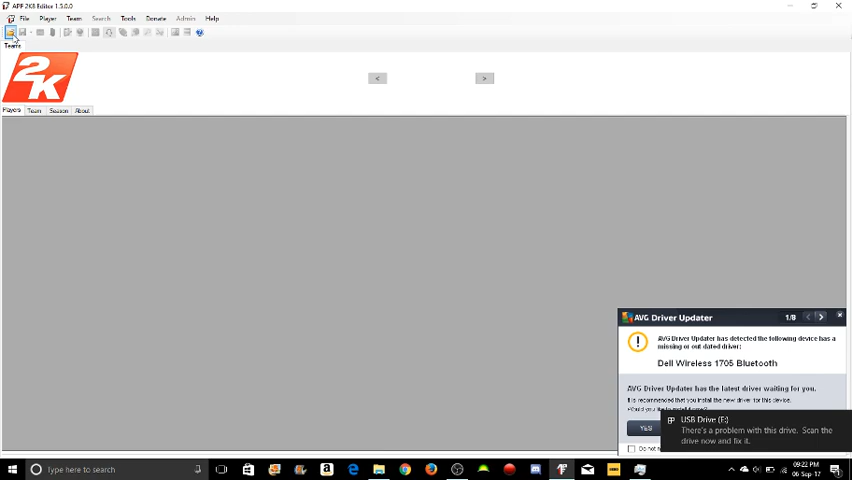 APF 2K8 Editor 1.5.0.0
File Player Team Search Tools Donate Admin Help
Teams
2K
< >
Players Team Season About
AVG Driver Updater 1/8 < >
AVG Driver Updater has detected the following device has a
missing or out dated driver:
Dell Wireless 1705 Bluetooth
AVG Driver Updater has the latest driver waiting for you.
It is recommended that you install the new driver for this device.
USB Drive (E:)
There's a problem with this drive. Scan the
drive now and fix it.
YES
Do not
Type here to search
09:22 PM
06-Sep-17